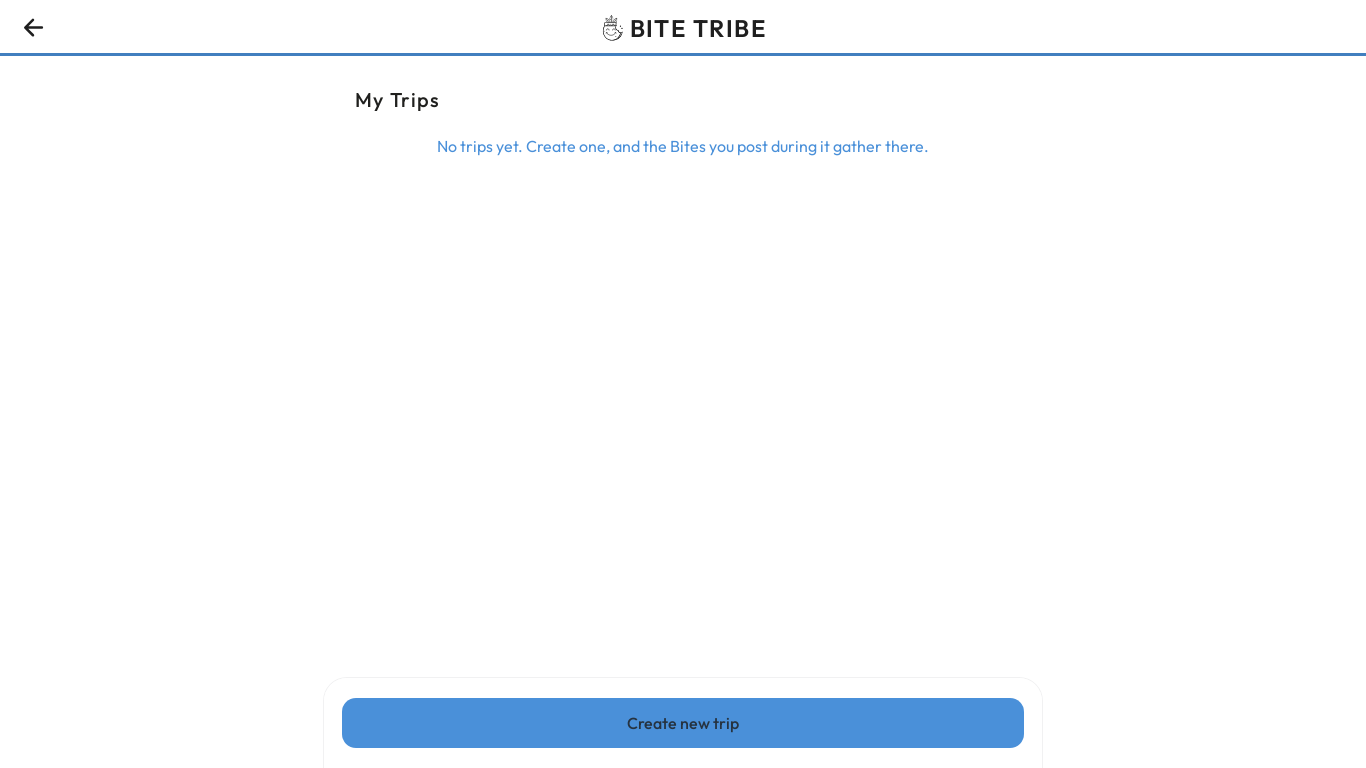 BITE TRIBE
My Trips
No trips yet. Create one, and the Bites you post during it gather there.
Create new trip